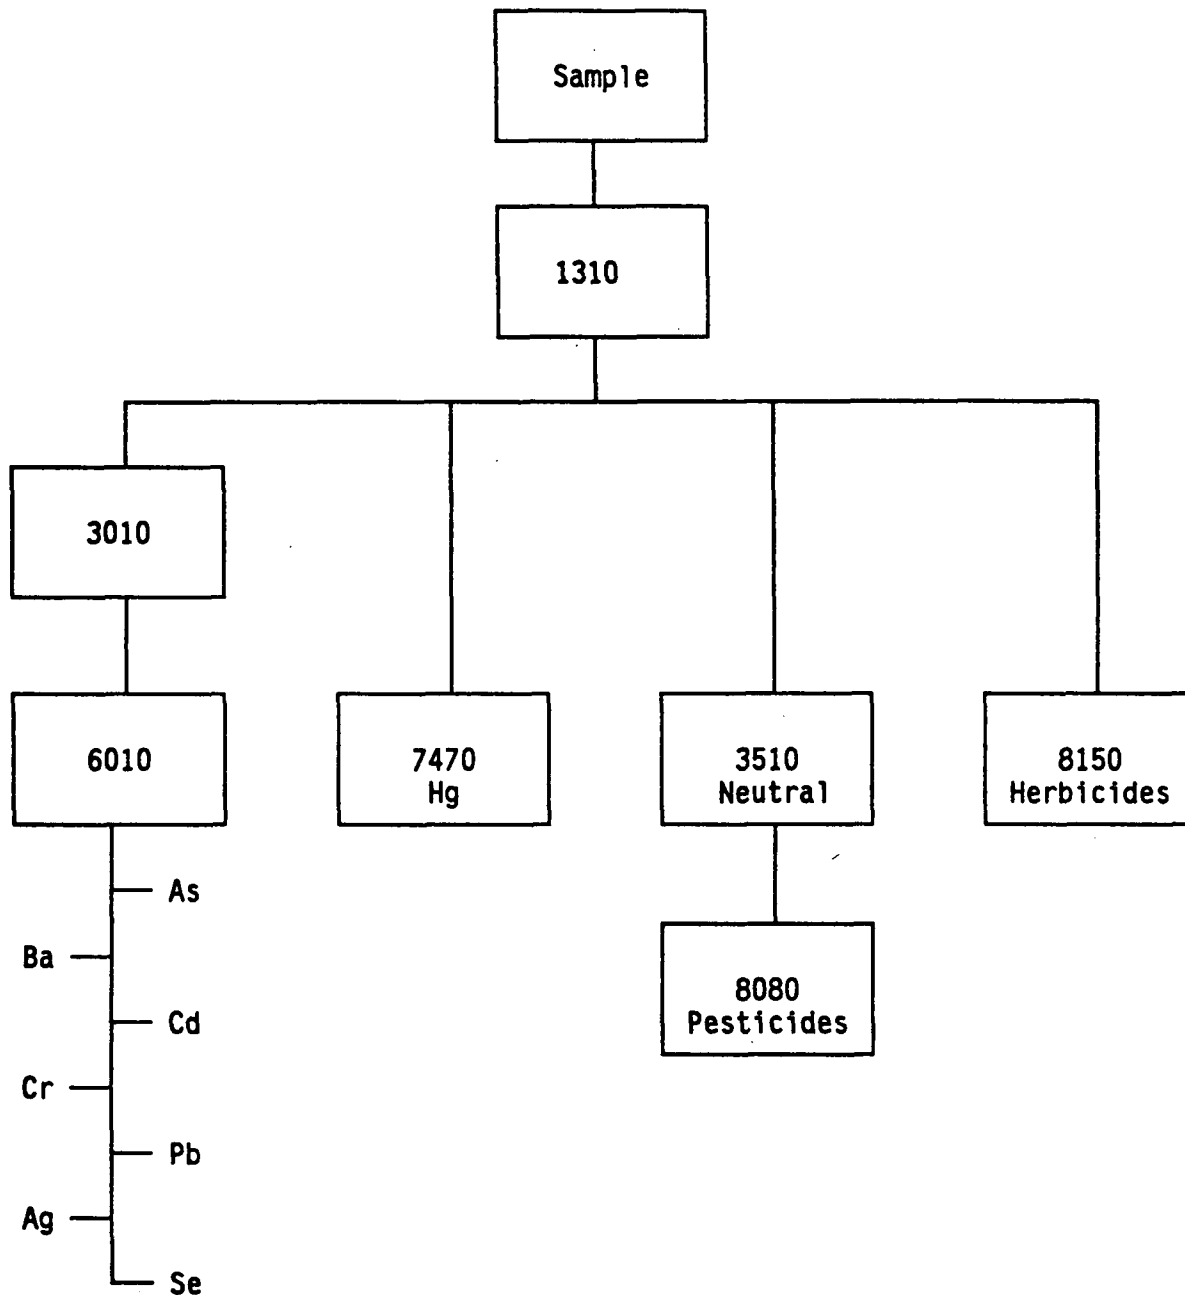 Sample
1310
3010
6010
7470
Hg
3510
Neutral
8150
Herbicides
As
Ba
Cd
8080
Pesticides
Cr
Pb
Ag
Se